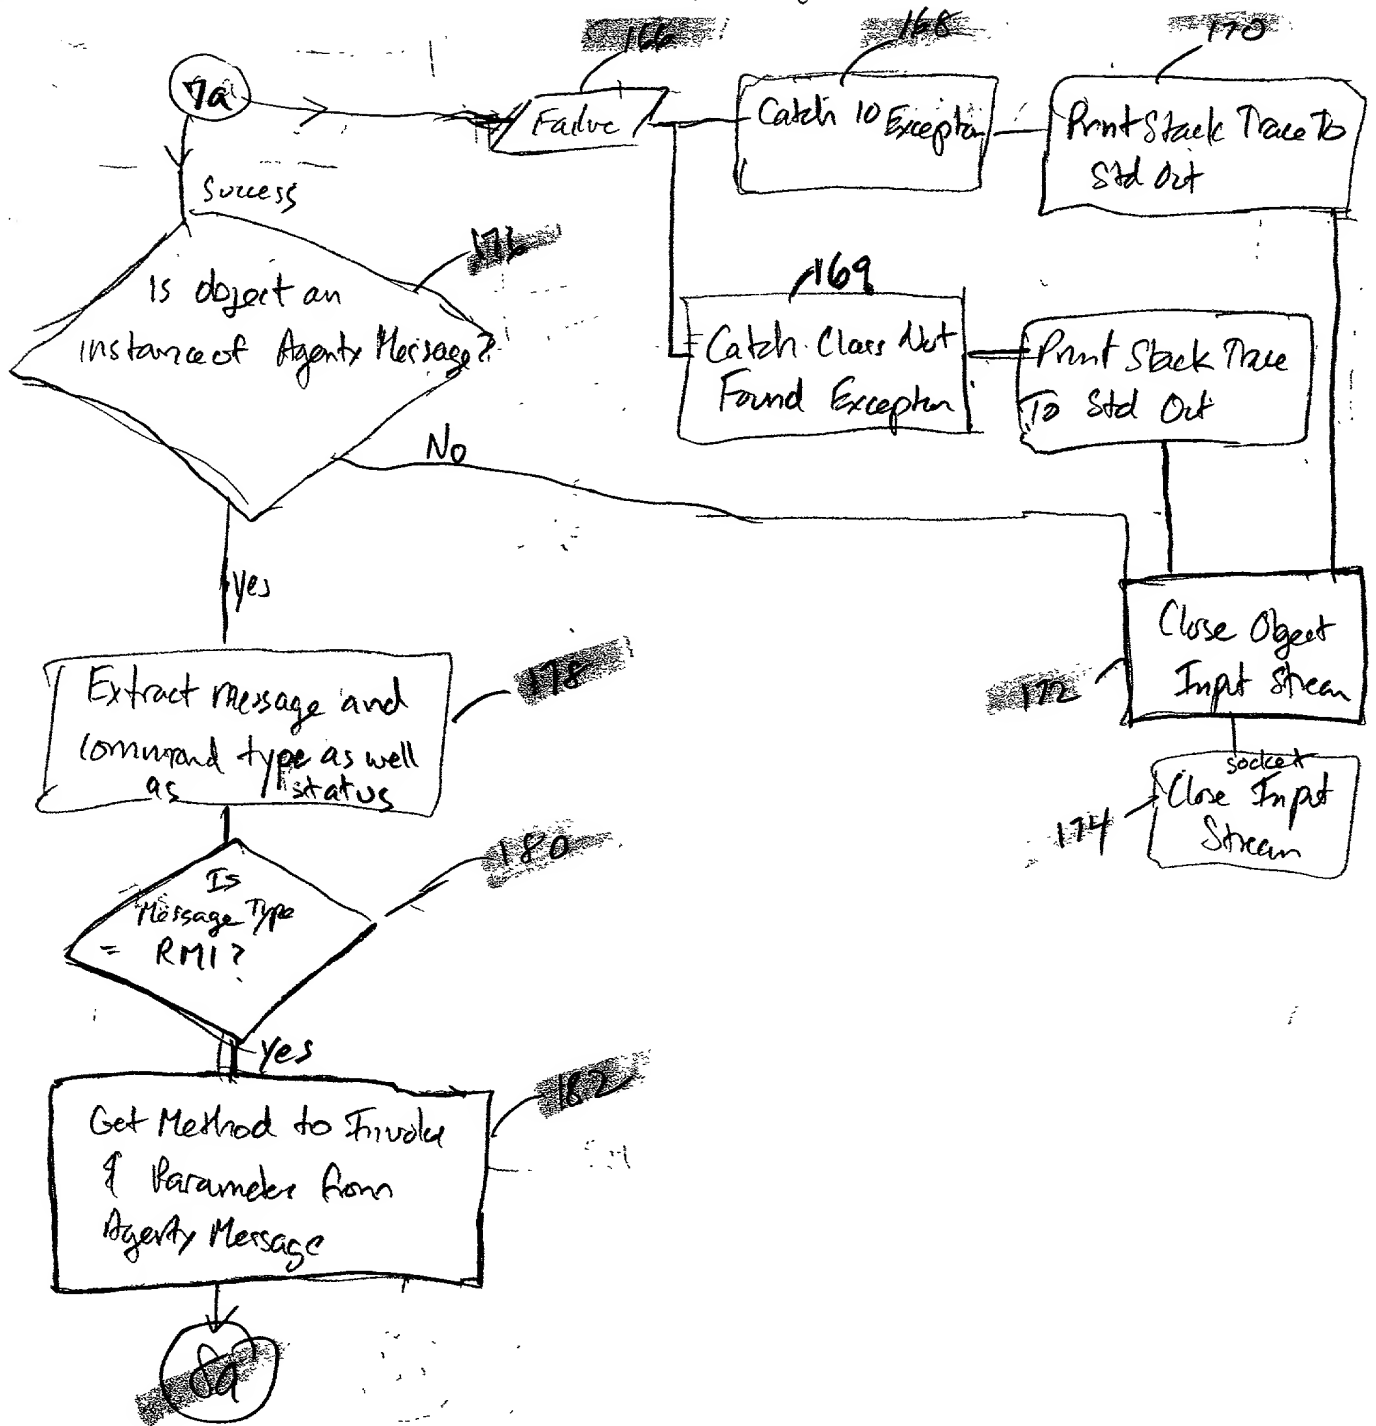 7a
Success
166
Failure
168
Catch IO
Exception
170
Print Stack Trace To
Std Out
176
Is object an
instance of Agenty Message?
169
Catch Class Not
Found Exception
Print Stack Trace
To Std Out
No
Yes
Extract message and
command type as well
as status
178
172
Close Object
Input Stream
socket
Close Input
Stream
174
180
Is
Message Type
= RMI?
Yes
182
Get Method to Invoke
& Parameter from
Agenty Message
8a